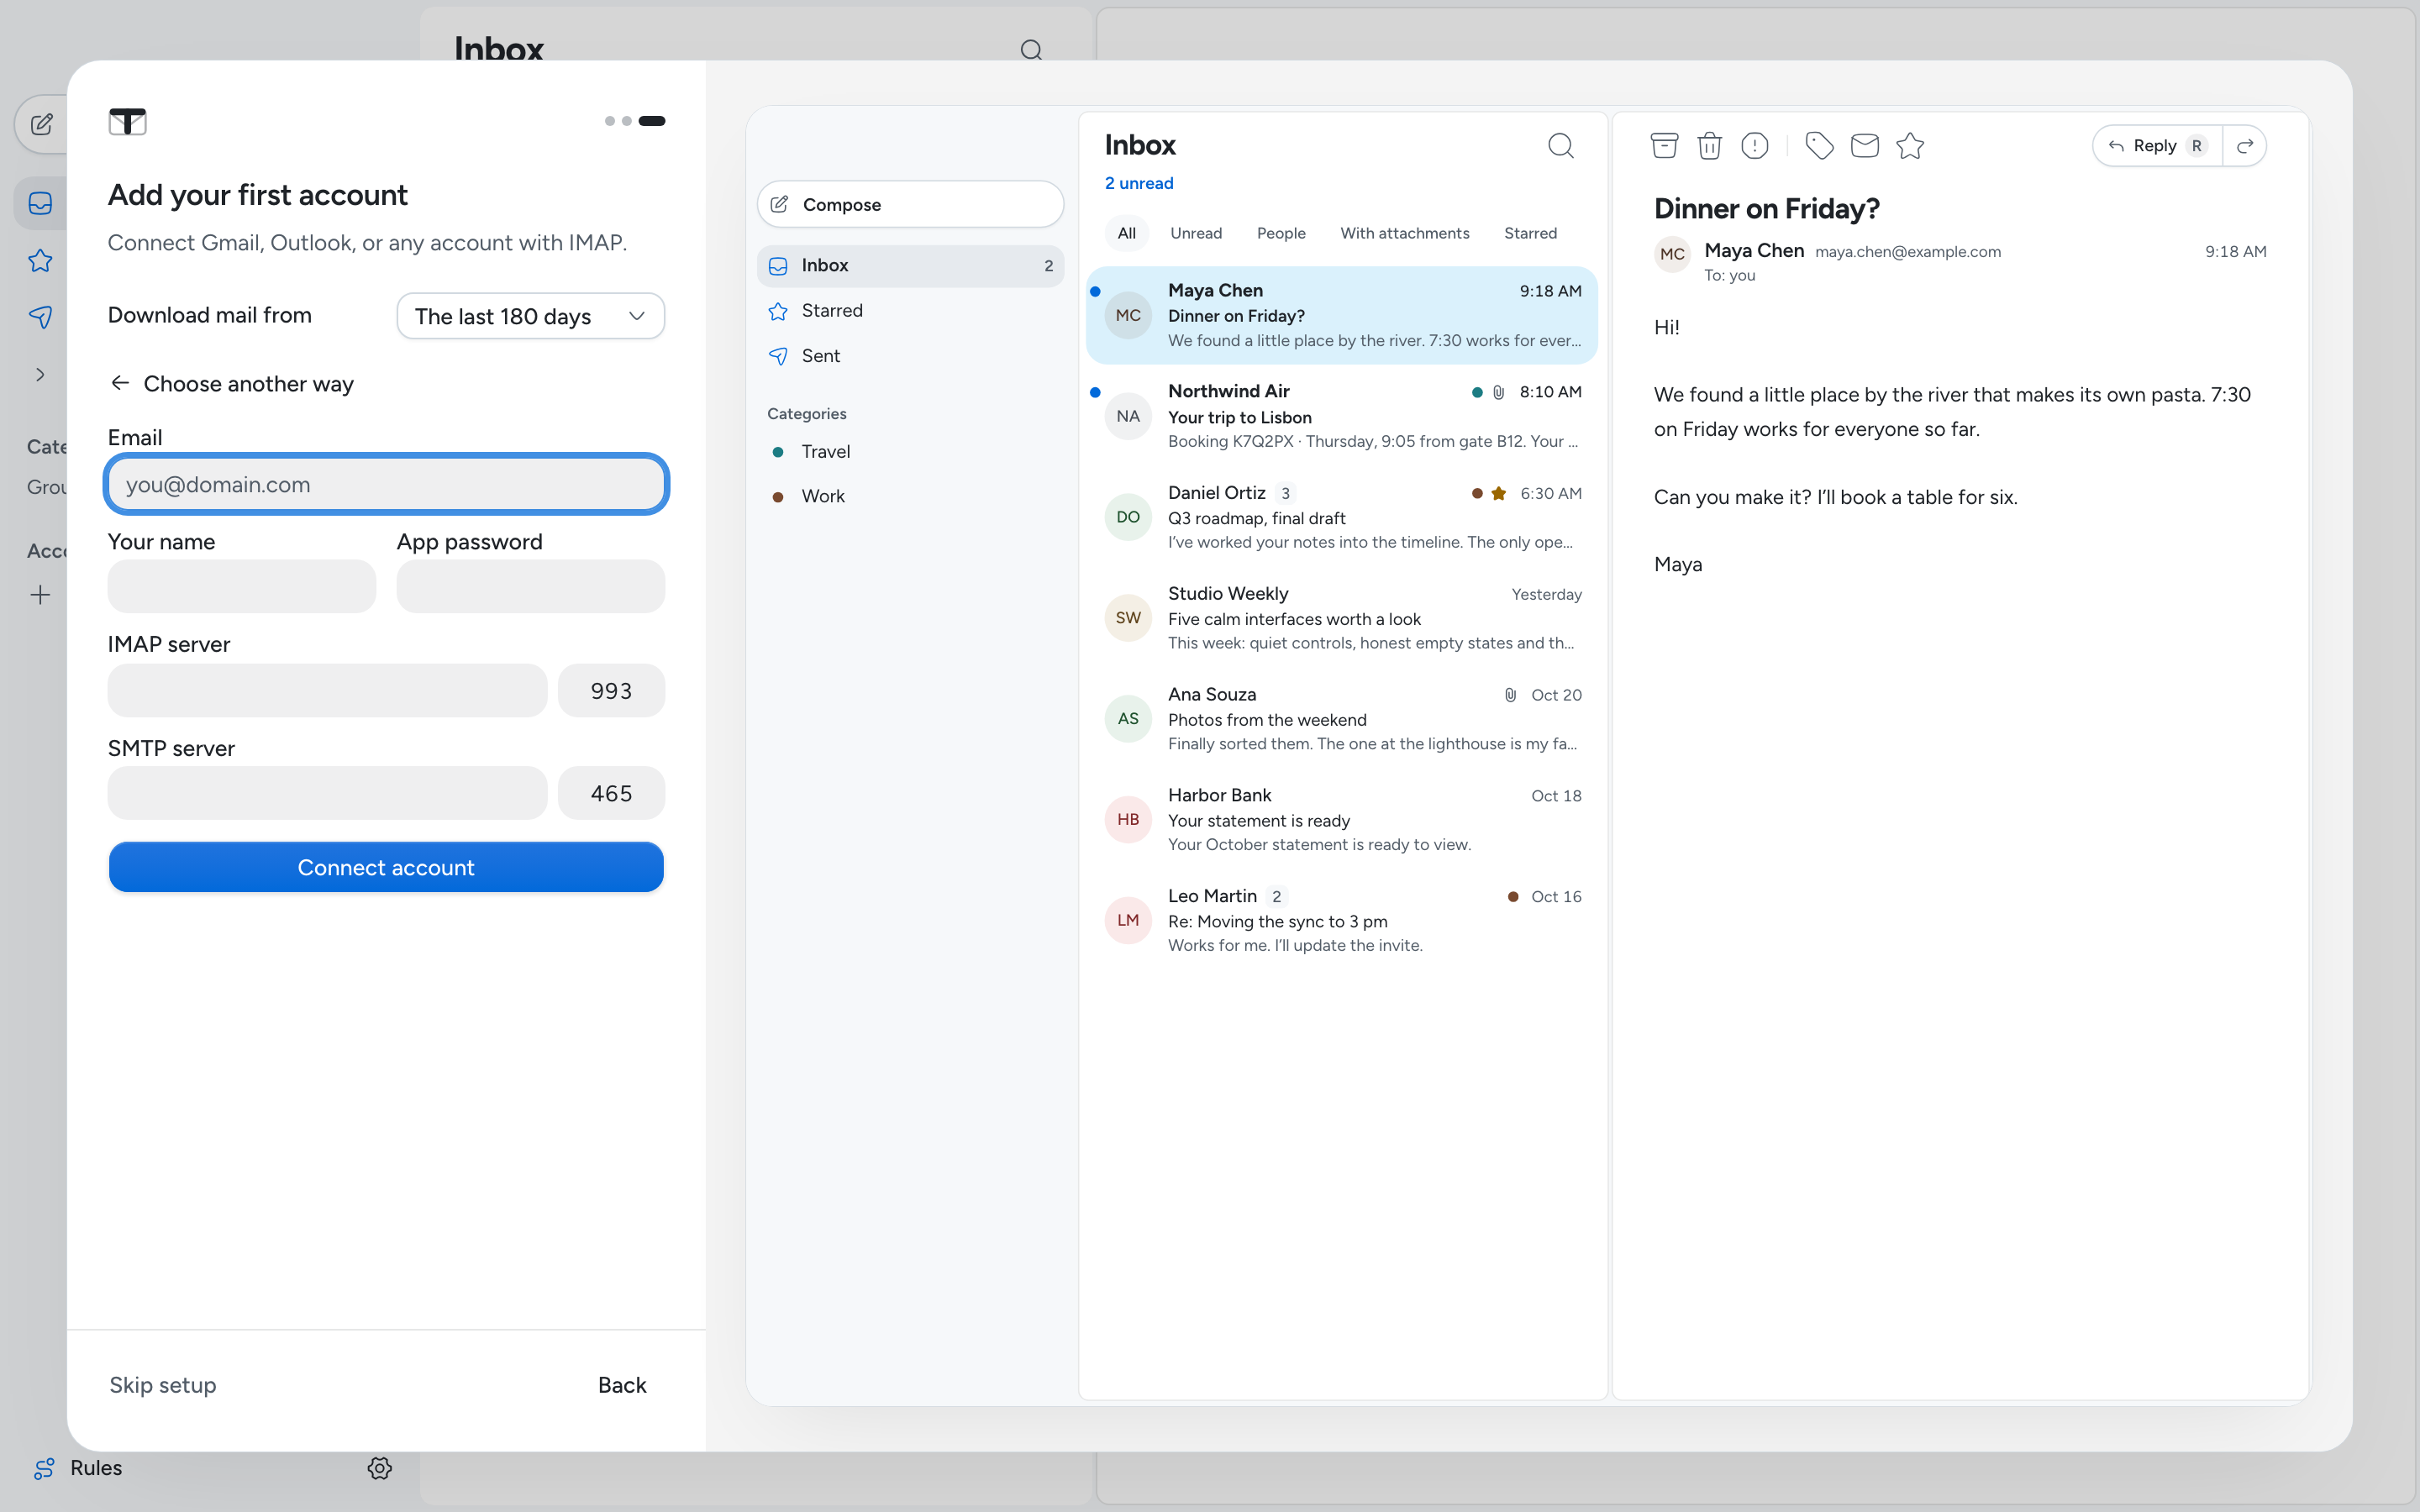 Inbox
Add your first account
Connect Gmail, Outlook, or any account with IMAP.
Download mail from
The last 180 days
Choose another way
Email
you@domain.com
Your name
App password
IMAP server
993
SMTP server
465
Connect account
Skip setup
Back
Rules
Compose
Inbox
2
Starred
Sent
Categories
Travel
Work
Inbox
2 unread
All
Unread
People
With attachments
Starred
MC
Maya Chen
9:18 AM
Dinner on Friday?
We found a little place by the river. 7:30 works for ever…
NA
Northwind Air
8:10 AM
Your trip to Lisbon
Booking K7Q2PX · Thursday, 9:05 from gate B12. Your …
DO
Daniel Ortiz 3
6:30 AM
Q3 roadmap, final draft
I’ve worked your notes into the timeline. The only ope…
SW
Studio Weekly
Yesterday
Five calm interfaces worth a look
This week: quiet controls, honest empty states and th…
AS
Ana Souza
Oct 20
Photos from the weekend
Finally sorted them. The one at the lighthouse is my fa…
HB
Harbor Bank
Oct 18
Your statement is ready
Your October statement is ready to view.
LM
Leo Martin 2
Oct 16
Re: Moving the sync to 3 pm
Works for me. I’ll update the invite.
Reply R
Dinner on Friday?
MC
Maya Chen maya.chen@example.com
9:18 AM
To: you
Hi!
We found a little place by the river that makes its own pasta. 7:30
on Friday works for everyone so far.
Can you make it? I’ll book a table for six.
Maya